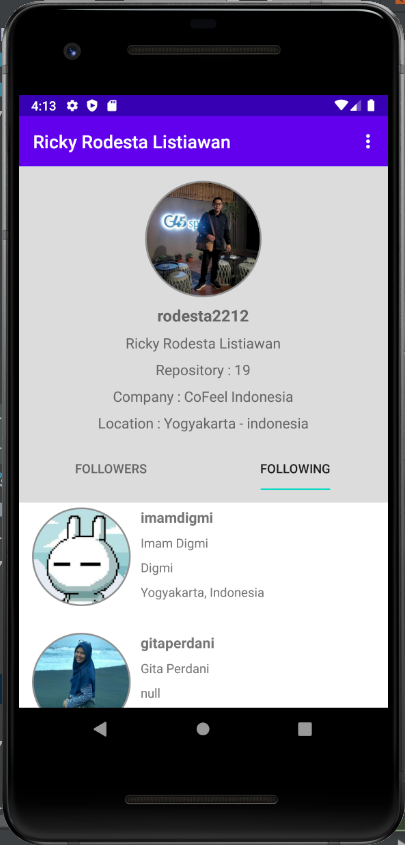 4:13
Ricky Rodesta Listiawan
G45
rodesta2212
Ricky Rodesta Listiawan
Repository : 19
Company : CoFeel Indonesia
Location : Yogyakarta - indonesia
FOLLOWERS FOLLOWING
imamdigmi
Imam Digmi
Digmi
Yogyakarta, Indonesia
gitaperdani
Gita Perdani
null